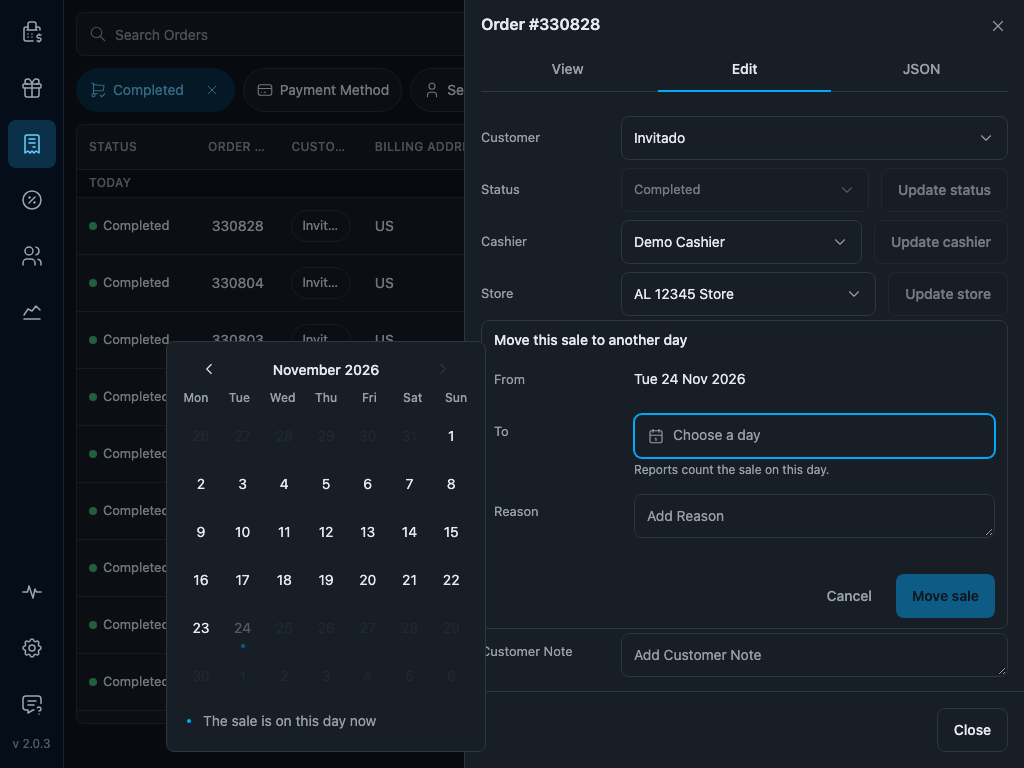 Order #330828
Search Orders
View
Edit
JSON
Completed
Payment Method
Se
Customer
Invitado
STATUS
ORDER ...
CUSTO...
BILLING ADDR
TODAY
Status
Completed
Update status
Completed
330828
Invit...
US
Cashier
Demo Cashier
Update cashier
Completed
330804
Invit...
US
Store
AL 12345 Store
Update store
Completed
330803
Invit...
US
Move this sale to another day
From
Tue 24 Nov 2026
To
Choose a day
Reports count the sale on this day.
Reason
Add Reason
Cancel
Move sale
Completed
Completed
Completed
Completed
Completed
Completed
November 2026
Mon Tue Wed Thu Fri Sat Sun
26 27 28 29 30 31 1
2 3 4 5 6 7 8
9 10 11 12 13 14 15
16 17 18 19 20 21 22
23 24 25 26 27 28 29
30 1 2 3 4 5 6
The sale is on this day now
Customer Note
Add Customer Note
Close
v 2.0.3